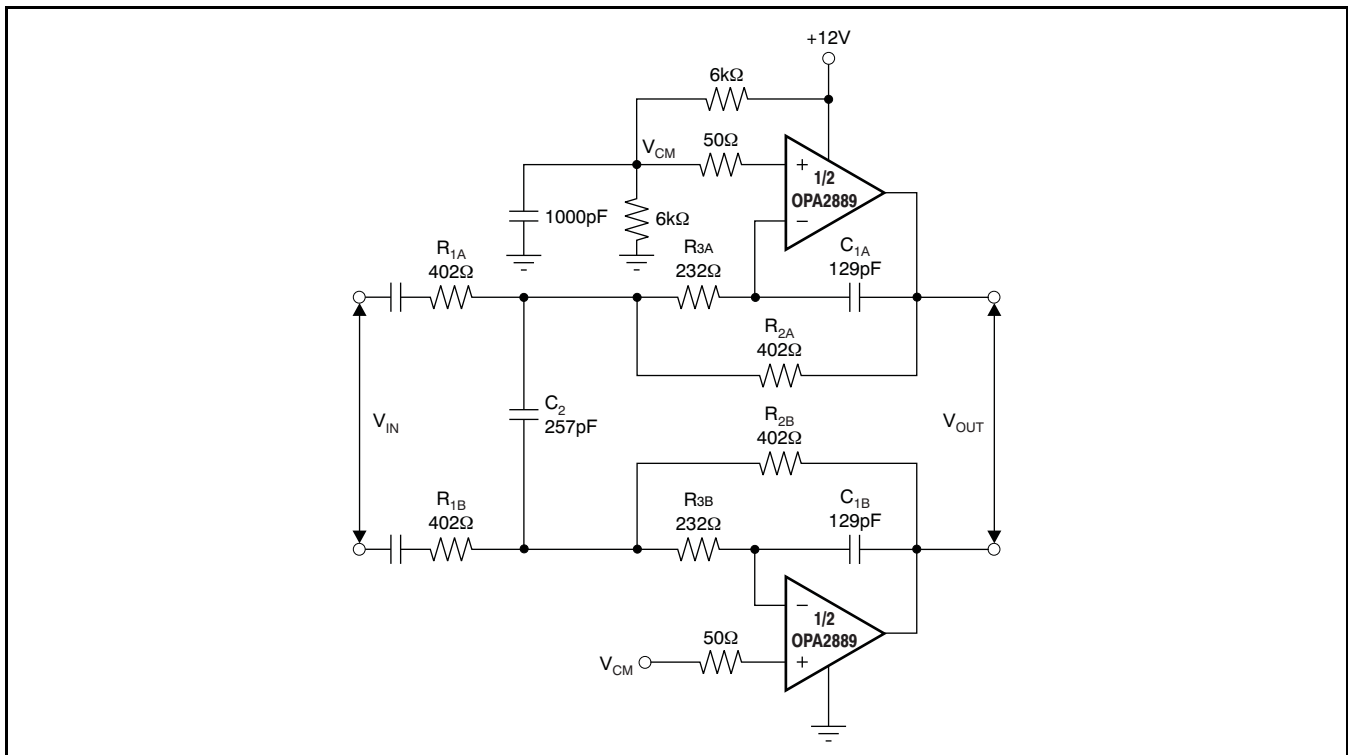 +12V
6kΩ
50Ω
V_CM
+
1/2
OPA2889
−
1000pF
6kΩ
R_1A
402Ω
R_3A
232Ω
C_1A
129pF
R_2A
402Ω
V_IN
C_2
257pF
R_2B
402Ω
V_OUT
R_1B
402Ω
R_3B
232Ω
C_1B
129pF
−
1/2
OPA2889
+
50Ω
V_CM